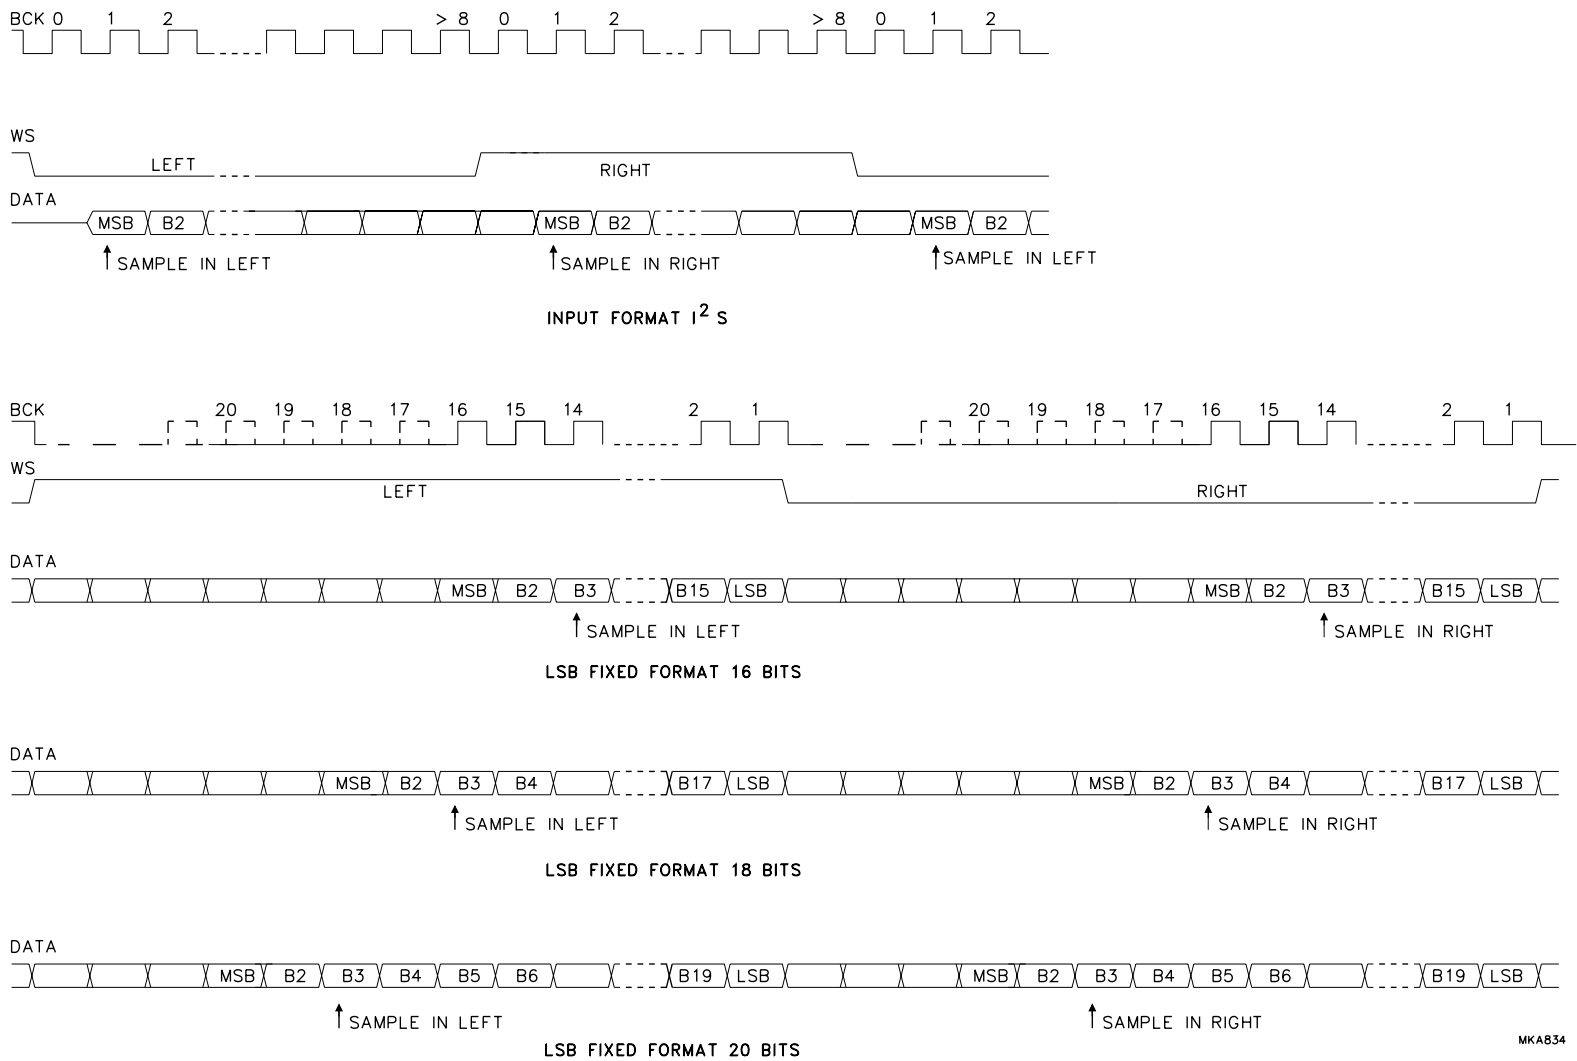 BCK 0 1 2 > 8 0 1 2 > 8 0 1 2
WS
LEFT RIGHT
DATA
MSB B2 MSB B2 MSB B2
SAMPLE IN LEFT SAMPLE IN RIGHT SAMPLE IN LEFT
INPUT FORMAT I² S
BCK 20 19 18 17 16 15 14 2 1 20 19 18 17 16 15 14 2 1
WS
LEFT RIGHT
DATA
MSB B2 B3 B15 LSB MSB B2 B3 B15 LSB
SAMPLE IN LEFT SAMPLE IN RIGHT
LSB FIXED FORMAT 16 BITS
DATA
MSB B2 B3 B4 B17 LSB MSB B2 B3 B4 B17 LSB
SAMPLE IN LEFT SAMPLE IN RIGHT
LSB FIXED FORMAT 18 BITS
DATA
MSB B2 B3 B4 B5 B6 B19 LSB MSB B2 B3 B4 B5 B6 B19 LSB
SAMPLE IN LEFT SAMPLE IN RIGHT
LSB FIXED FORMAT 20 BITS
MKA834